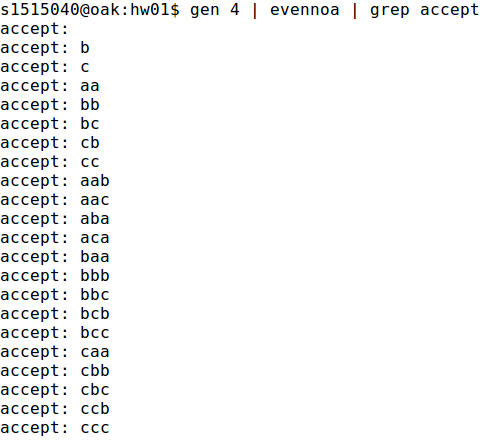 s1515040@oak:hw01$ gen 4 | evennoa | grep accept
accept:
accept: b
accept: c
accept: aa
accept: bb
accept: bc
accept: cb
accept: cc
accept: aab
accept: aac
accept: aba
accept: aca
accept: baa
accept: bbb
accept: bbc
accept: bcb
accept: bcc
accept: caa
accept: cbb
accept: cbc
accept: ccb
accept: ccc